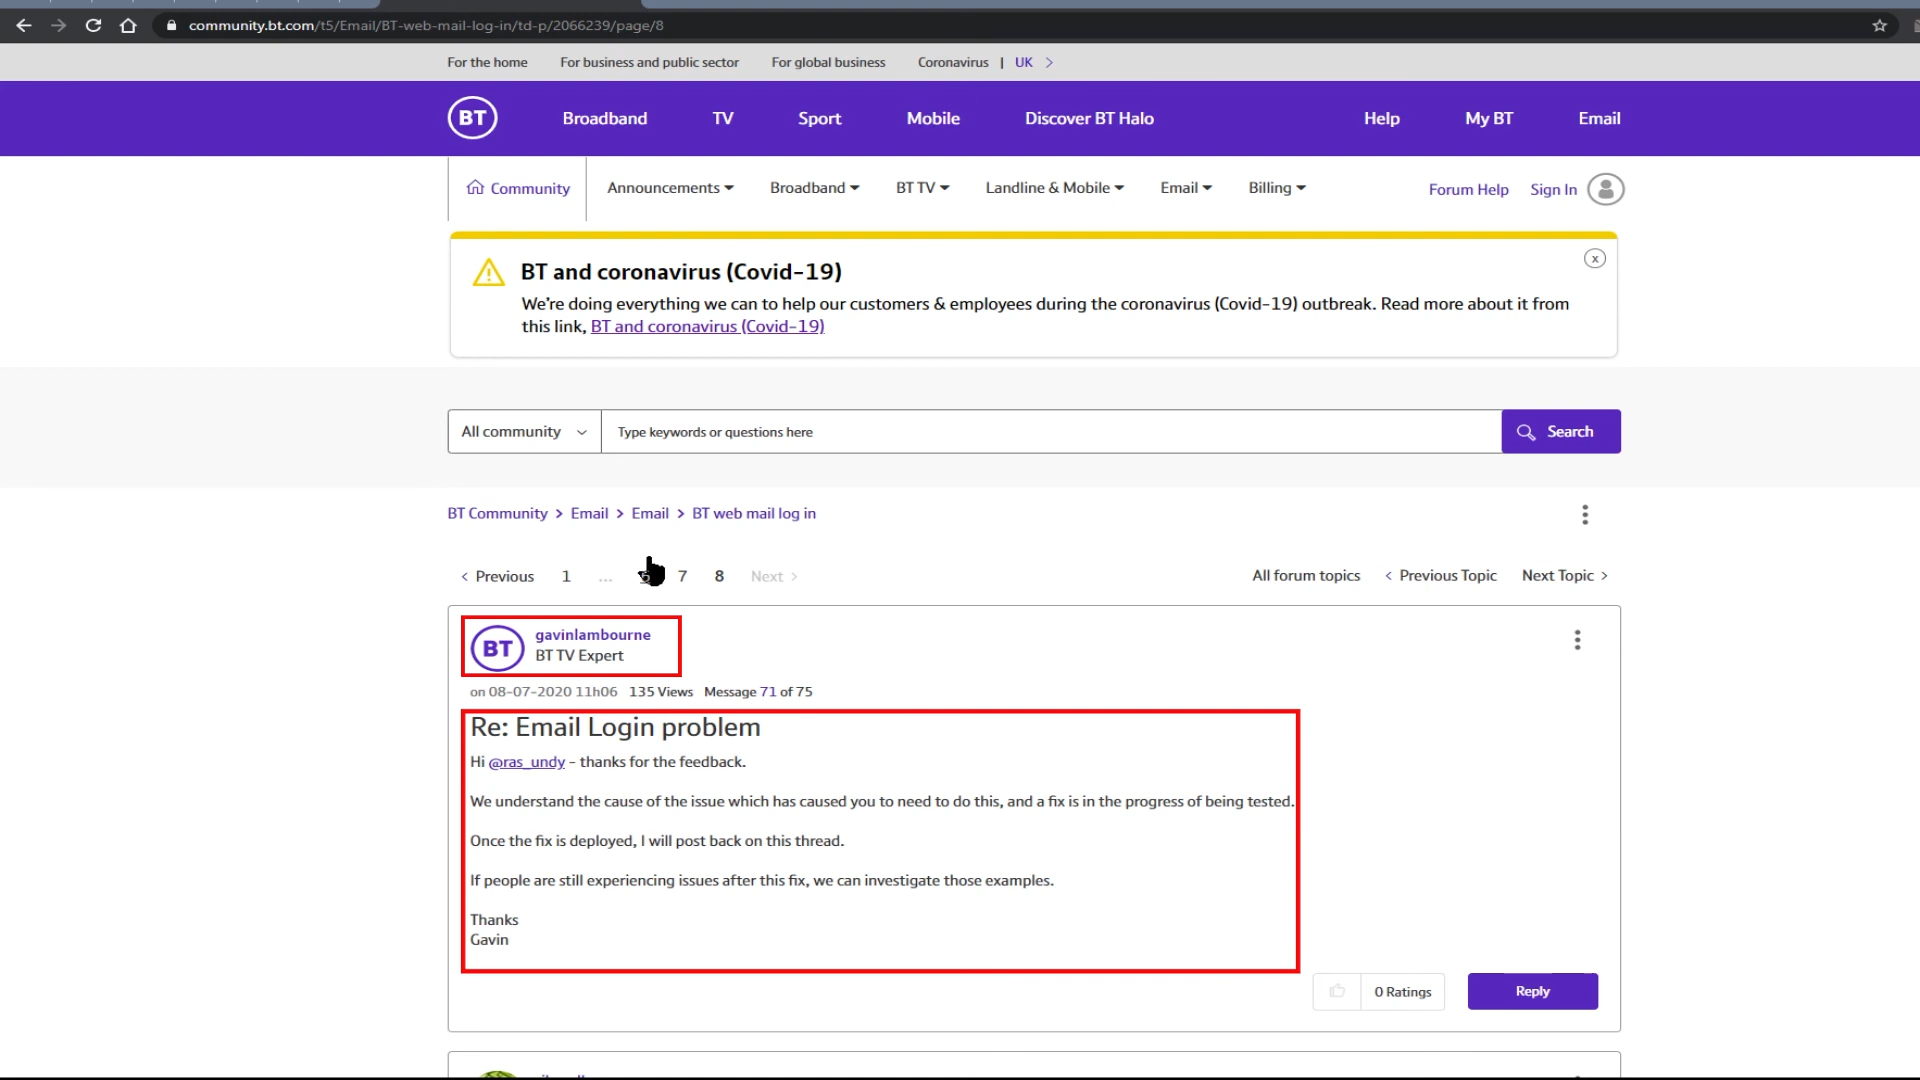 community.bt.com/t5/Email/BT-web-mail-log-in/td-p/2066239/page/8
For the home For business and public sector For global business Coronavirus | UK >
BT Broadband TV Sport Mobile Discover BT Halo Help My BT Email
Community Announcements Broadband BT TV Landline & Mobile Email Billing Forum Help Sign In
BT and coronavirus (Covid-19)
x
We're doing everything we can to help our customers & employees during the coronavirus (Covid-19) outbreak. Read more about it from
this link, BT and coronavirus (Covid-19)
All community Type keywords or questions here Search
BT Community > Email > Email > BT web mail log in
< Previous 1 ... 7 8 Next > All forum topics < Previous Topic Next Topic >
BT gavinlambourne
BT TV Expert
on 08-07-2020 11h06 135 Views Message 71 of 75
Re: Email Login problem
Hi @ras_undy - thanks for the feedback.
We understand the cause of the issue which has caused you to need to do this, and a fix is in the progress of being tested.
Once the fix is deployed, I will post back on this thread.
If people are still experiencing issues after this fix, we can investigate those examples.
Thanks
Gavin
0 Ratings Reply